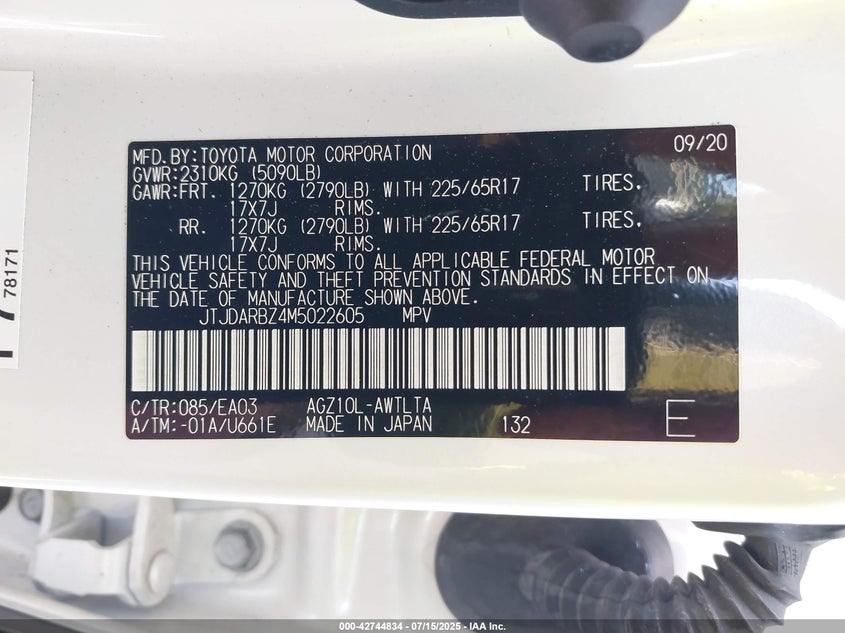 09/20
MFD.BY:TOYOTA MOTOR CORPORATION
GVWR:2310KG (5090LB)
GAWR:FRT. 1270KG (2790LB) WITH 225/65R17 TIRES.
17X7J RIMS.
RR. 1270KG (2790LB) WITH 225/65R17 TIRES.
17X7J RIMS.
THIS VEHICLE CONFORMS TO ALL APPLICABLE FEDERAL MOTOR
VEHICLE SAFETY AND THEFT PREVENTION STANDARDS IN EFFECT ON
THE DATE OF MANUFACTURE SHOWN ABOVE.
JTJDARBZ4M5022605 MPV
C/TR:085/EA03 AGZ10L-AWTLTA
A/TM:-01A/U661E MADE IN JAPAN 132 E
78171
000-42744834 / 07/15/2025 / IAA Inc.